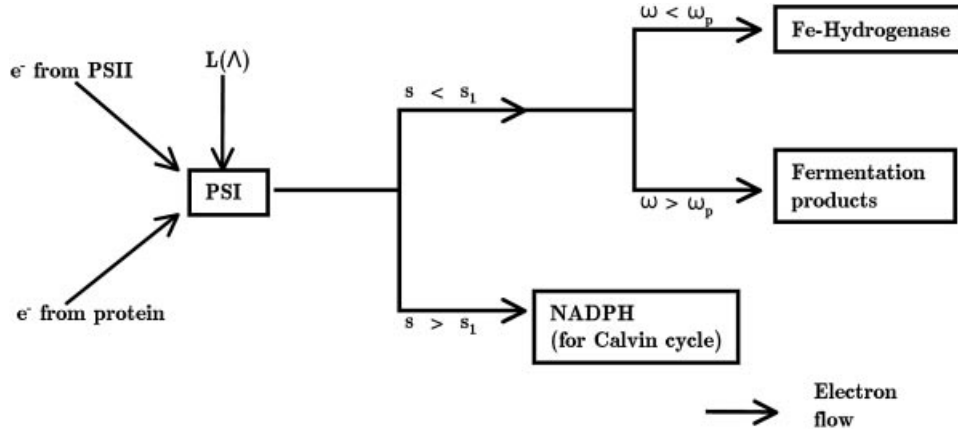 ω < ωₚ
Fe-Hydrogenase
L(Λ)
e⁻ from PSII
s < s₁
PSI
Fermentation
products
ω > ωₚ
e⁻ from protein
s > s₁
NADPH
(for Calvin cycle)
Electron
flow